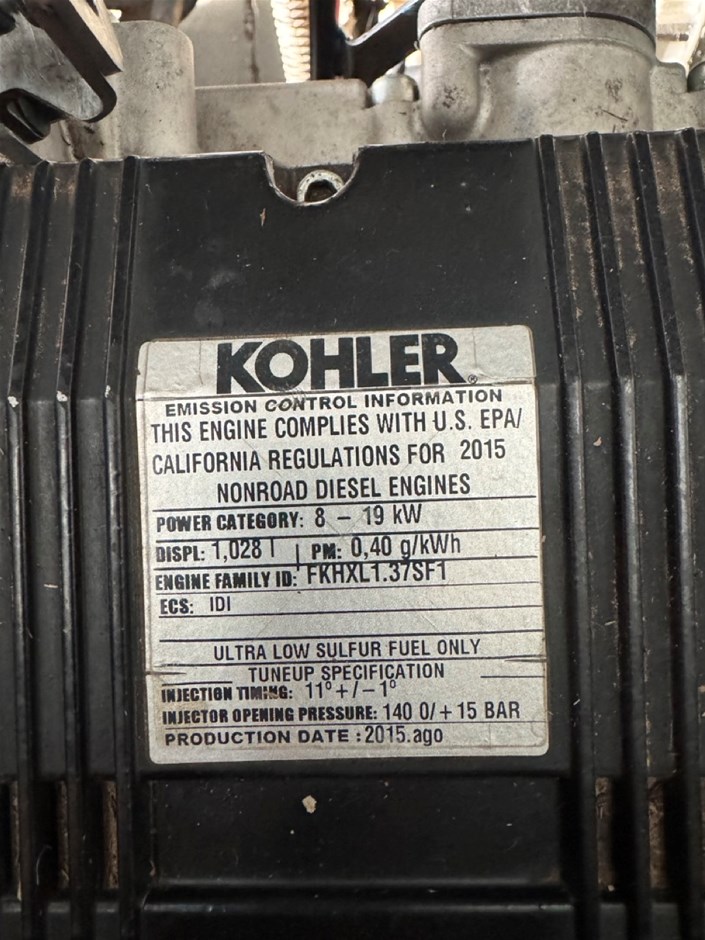 KOHLER®
EMISSION CONTROL INFORMATION
THIS ENGINE COMPLIES WITH U.S. EPA/
CALIFORNIA REGULATIONS FOR 2015
NONROAD DIESEL ENGINES
POWER CATEGORY: 8 – 19 kW
DISPL: 1,028 l | PM: 0,40 g/kWh
ENGINE FAMILY ID: FKHXL1.37SF1
ECS: IDI
ULTRA LOW SULFUR FUEL ONLY
TUNEUP SPECIFICATION
INJECTION TIMING: 11° +/– 1°
INJECTOR OPENING PRESSURE: 140 0/ + 15 BAR
PRODUCTION DATE : 2015.ago